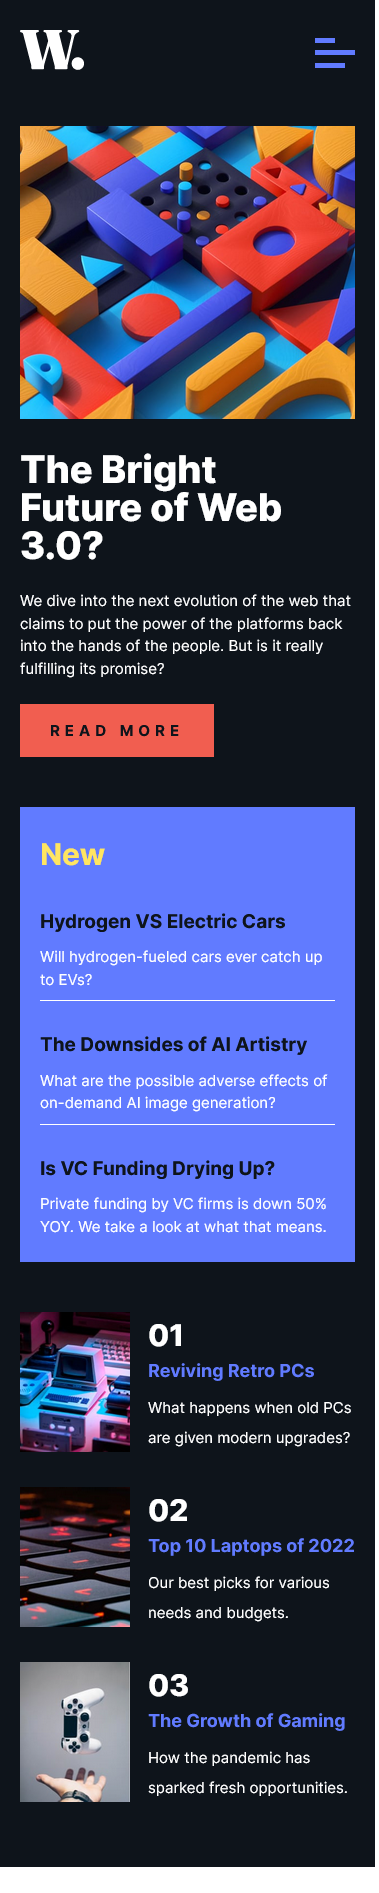 W.
The Bright
Future of Web
3.0?
We dive into the next evolution of the web that
claims to put the power of the platforms back
into the hands of the people. But is it really
fulfilling its promise?
READ MORE
New
Hydrogen VS Electric Cars
Will hydrogen-fueled cars ever catch up
to EVs?
The Downsides of AI Artistry
What are the possible adverse effects of
on-demand AI image generation?
Is VC Funding Drying Up?
Private funding by VC firms is down 50%
YOY. We take a look at what that means.
01
Reviving Retro PCs
What happens when old PCs
are given modern upgrades?
02
Top 10 Laptops of 2022
Our best picks for various
needs and budgets.
03
The Growth of Gaming
How the pandemic has
sparked fresh opportunities.